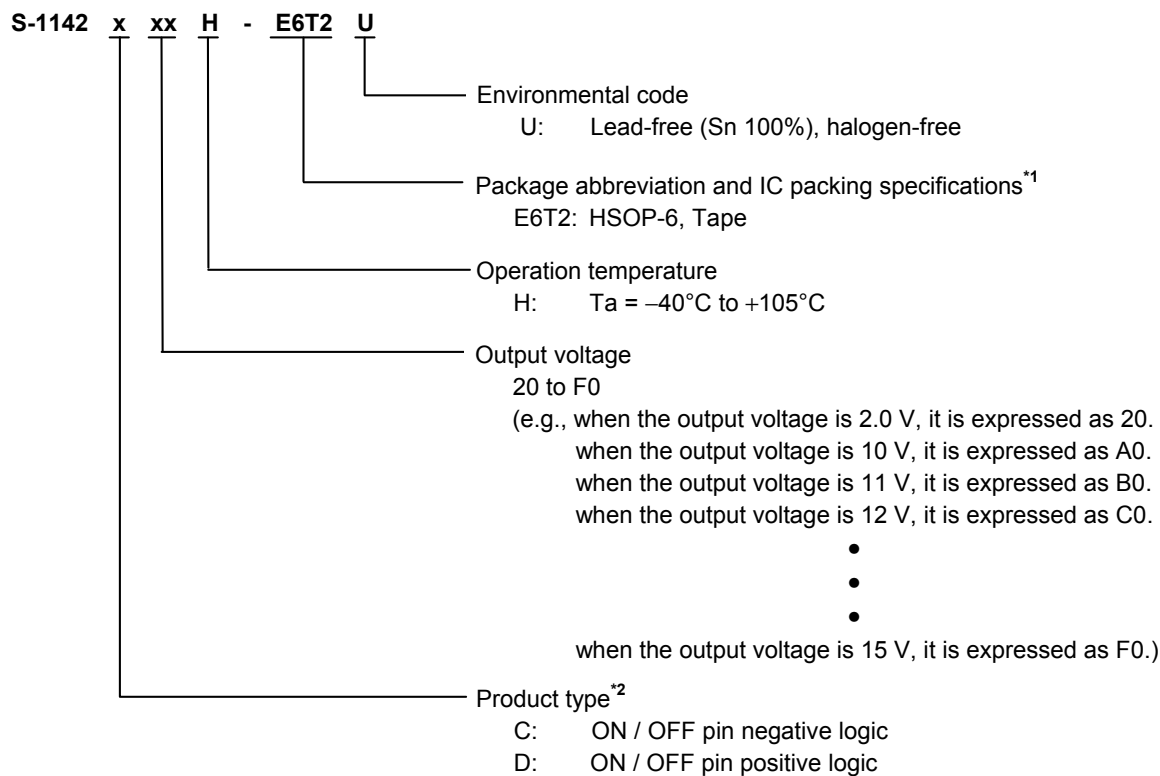 S-1142 x xx H - E6T2 U
Environmental code
U: Lead-free (Sn 100%), halogen-free
Package abbreviation and IC packing specifications*1
E6T2: HSOP-6, Tape
Operation temperature
H: Ta = −40°C to +105°C
Output voltage
20 to F0
(e.g., when the output voltage is 2.0 V, it is expressed as 20.
when the output voltage is 10 V, it is expressed as A0.
when the output voltage is 11 V, it is expressed as B0.
when the output voltage is 12 V, it is expressed as C0.
•
•
•
when the output voltage is 15 V, it is expressed as F0.)
Product type*2
C: ON / OFF pin negative logic
D: ON / OFF pin positive logic